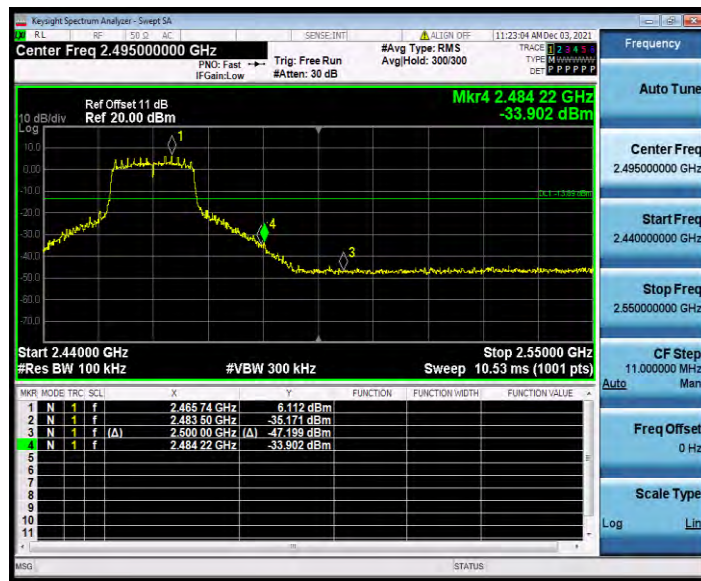 Keysight Spectrum Analyzer - Swept SA
LXI RL RF 50 Ω AC SENSE:INT ALIGN OFF 11:23:04 AM Dec 03, 2021
Center Freq 2.495000000 GHz
#Avg Type: RMS
TRACE 1 2 3 4 5 6
PNO: Fast Trig: Free Run
Avg|Hold: 300/300
TYPE M WWWWW
IFGain:Low #Atten: 30 dB
DET P P P P P P
Mkr4 2.484 22 GHz
-33.902 dBm
Ref Offset 11 dB
10 dB/div Ref 20.00 dBm
Log
10.0
0.00
-10.0
-20.0
-30.0
-40.0
-50.0
-60.0
-70.0
1
DL1 -13.89 dBm
4
3
Start 2.44000 GHz Stop 2.55000 GHz
#Res BW 100 kHz #VBW 300 kHz Sweep 10.53 ms (1001 pts)
MKR MODE TRC SCL X Y FUNCTION FUNCTION WIDTH FUNCTION VALUE
1 N 1 f 2.465 74 GHz 6.112 dBm
2 N 1 f 2.483 50 GHz -35.171 dBm
3 N 1 f (Δ) 2.500 00 GHz (Δ) -47.199 dBm
4 N 1 f 2.484 22 GHz -33.902 dBm
5
6
7
8
9
10
11
MSG STATUS
Frequency
Auto Tune
Center Freq
2.495000000 GHz
Start Freq
2.440000000 GHz
Stop Freq
2.550000000 GHz
CF Step
11.000000 MHz
Auto Man
Freq Offset
0 Hz
Scale Type
Log Lin